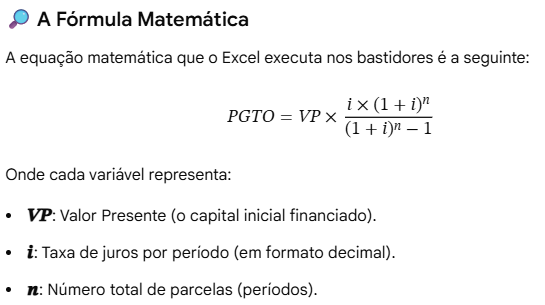 🔎 A Fórmula Matemática
A equação matemática que o Excel executa nos bastidores é a seguinte:
PGTO = VP × i × (1 + i)ⁿ / (1 + i)ⁿ − 1
Onde cada variável representa:
• VP: Valor Presente (o capital inicial financiado).
• i: Taxa de juros por período (em formato decimal).
• n: Número total de parcelas (períodos).